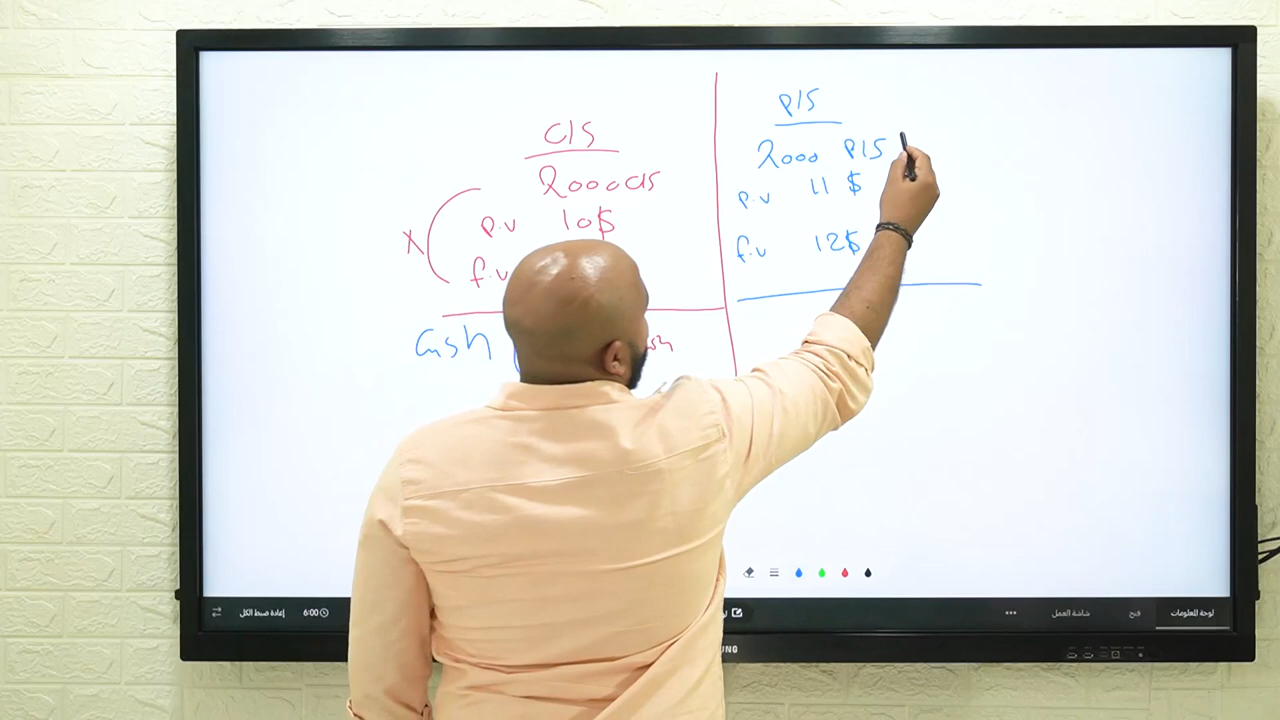 C/S
2000 C/S
p.v 10$
f.v
Cash
P/S
2000 P/S
p.v 11 $
f.v 12$
إعادة ضبط الكل
6:00
شاشة العمل
فتح
لوحة المعلومات